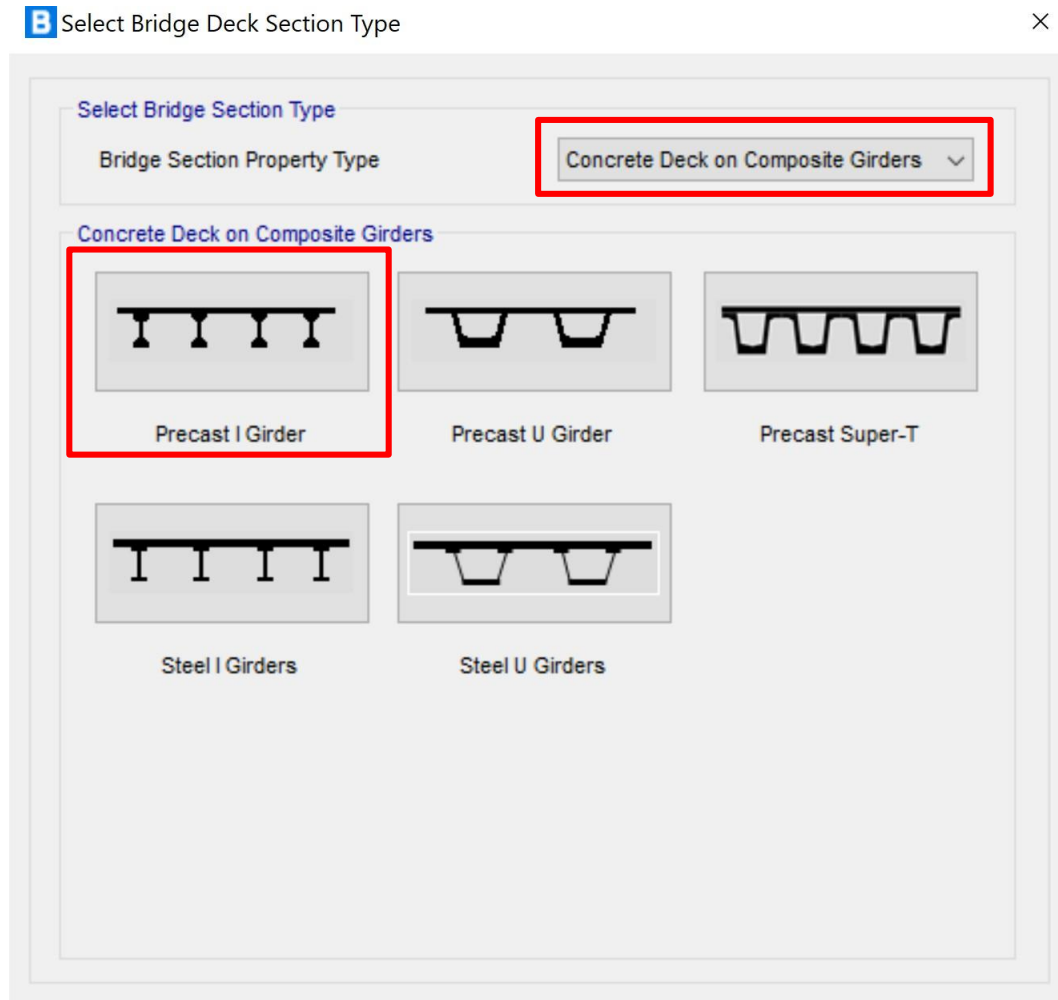 B Select Bridge Deck Section Type
Select Bridge Section Type
Bridge Section Property Type
Concrete Deck on Composite Girders
Concrete Deck on Composite Girders
Precast I Girder
Precast U Girder
Precast Super-T
Steel I Girders
Steel U Girders